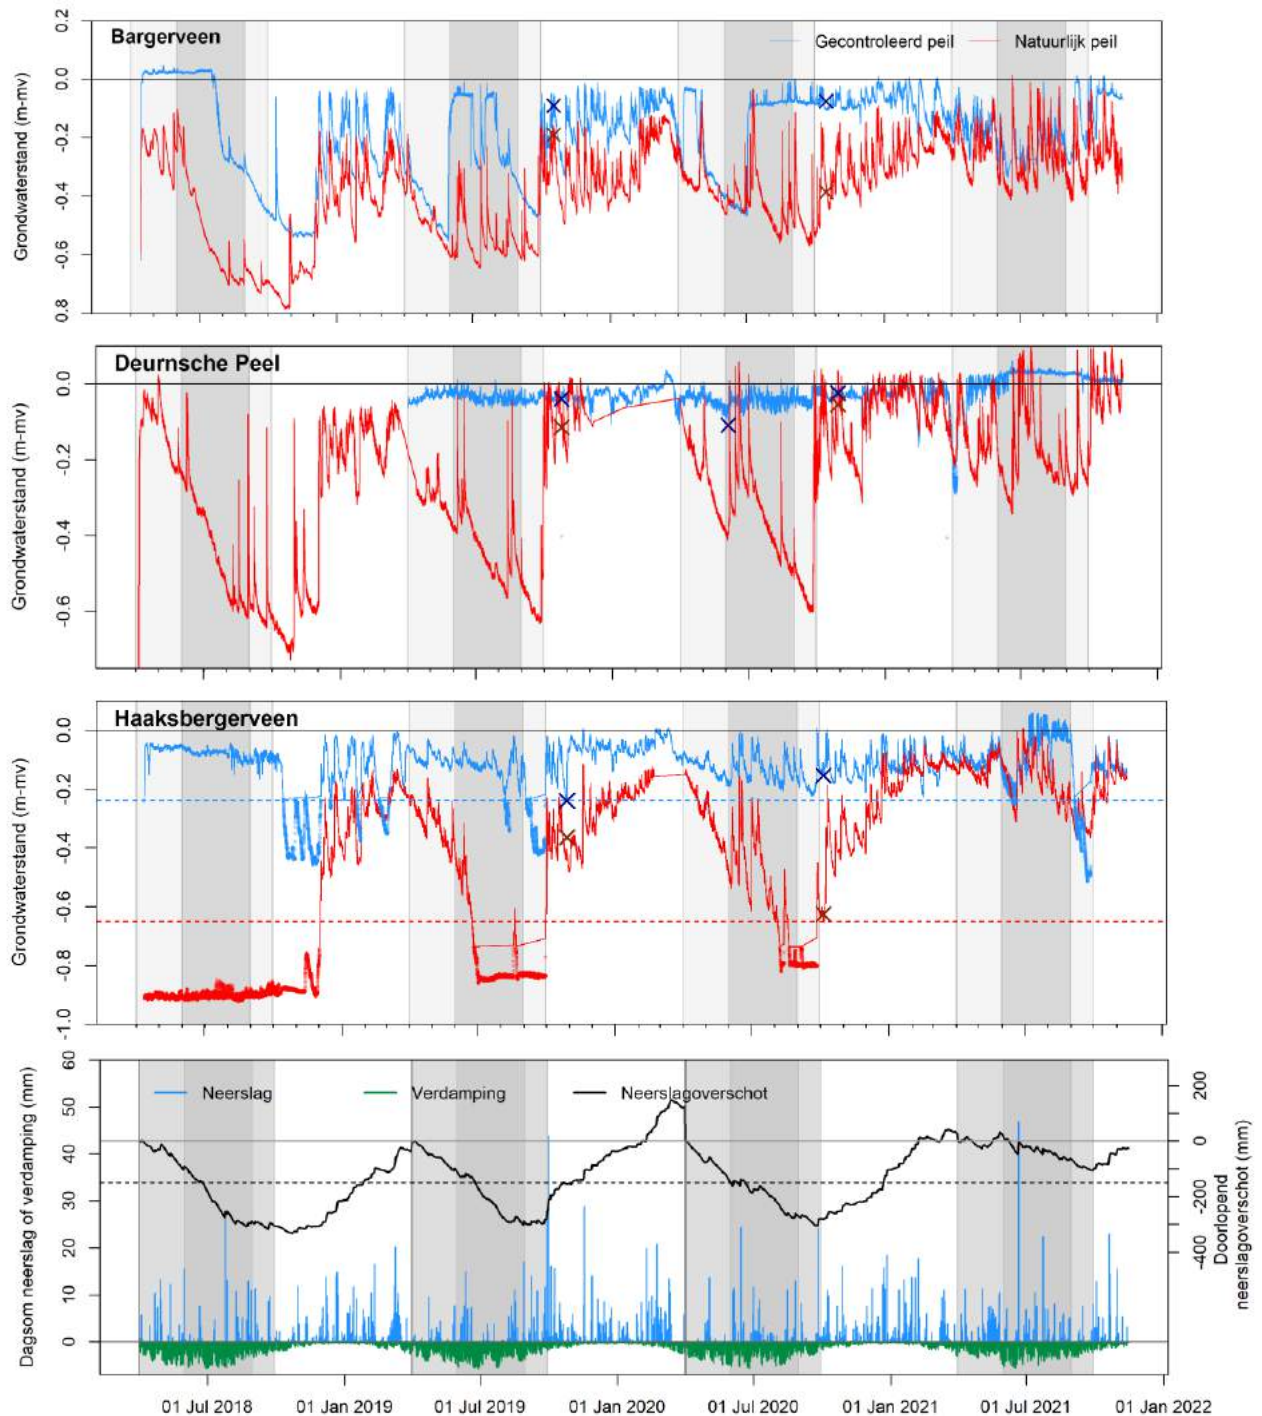 Bargerveen
Gecontroleerd peil
Natuurlijk peil
Grondwaterstand (m-mv)
0.2
0.0
-0.2
-0.4
-0.6
0.8
Deurnsche Peel
Grondwaterstand (m-mv)
0.0
-0.2
-0.4
-0.6
Haaksbergerveen
Grondwaterstand (m-mv)
0.0
-0.2
-0.4
-0.6
-0.8
-1.0
Neerslag
Verdamping
Neerslagoverschot
Dagsom neerslag of verdamping (mm)
60
50
40
30
20
10
0
200
0
-200
-400
Doorlopend
neerslagoverschot (mm)
01 Jul 2018
01 Jan 2019
01 Jul 2019
01 Jan 2020
01 Jul 2020
01 Jan 2021
01 Jul 2021
01 Jan 2022